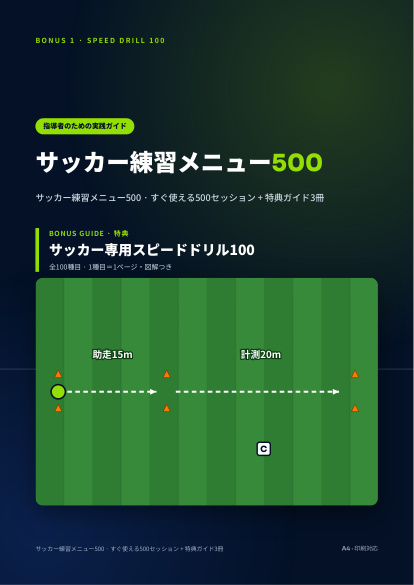 BONUS 1 · SPEED DRILL 100
指導者のための実践ガイド
サッカー練習メニュー500
サッカー練習メニュー500 · すぐ使える500セッション + 特典ガイド3冊
BONUS GUIDE · 特典
サッカー専用スピードドリル100
全100種目 · 1種目＝1ページ · 図解つき
助走15m
計測20m
C
サッカー練習メニュー500 · すぐ使える500セッション + 特典ガイド3冊
A4 · 印刷対応